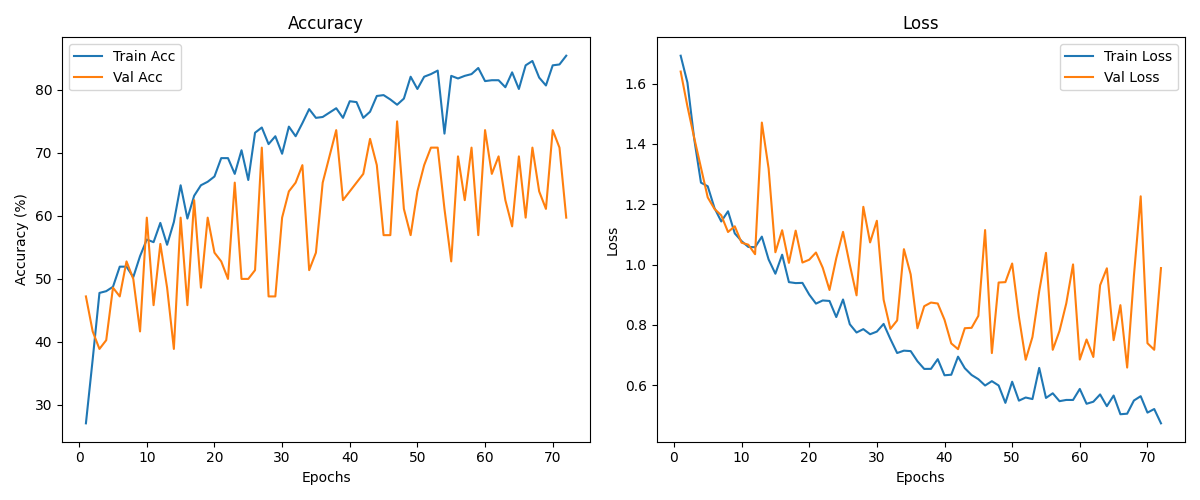 Accuracy
Train Acc
Val Acc
Accuracy (%)
80
70
60
50
40
30
0 10 20 30 40 50 60 70
Epochs
Loss
Train Loss
Val Loss
Loss
1.6
1.4
1.2
1.0
0.8
0.6
0 10 20 30 40 50 60 70
Epochs